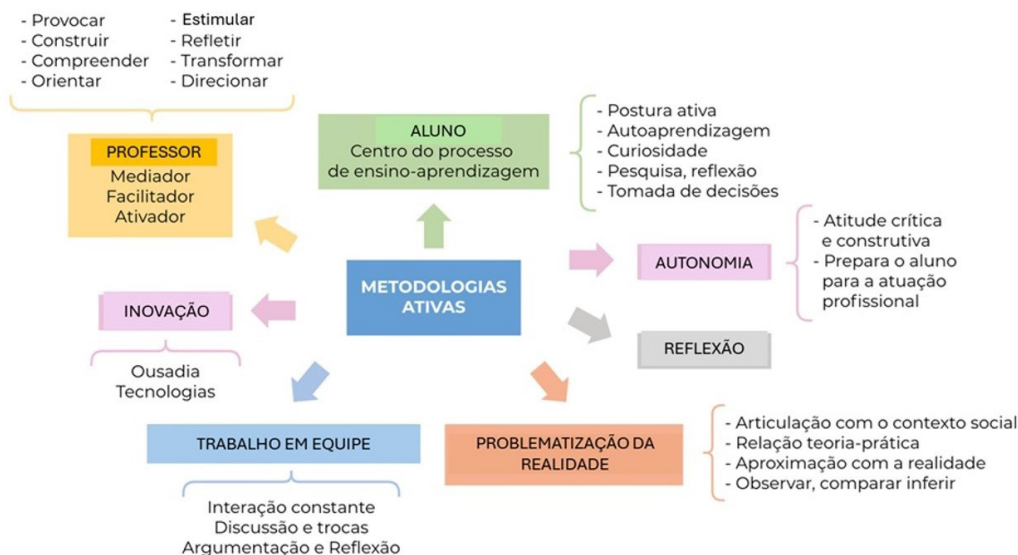 - Provocar
- Construir
- Compreender
- Orientar
- Estimular
- Refletir
- Transformar
- Direcionar
PROFESSOR
Mediador
Facilitador
Ativador
ALUNO
Centro do processo
de ensino-aprendizagem
- Postura ativa
- Autoaprendizagem
- Curiosidade
- Pesquisa, reflexão
- Tomada de decisões
METODOLOGIAS
ATIVAS
AUTONOMIA
- Atitude crítica
e construtiva
- Prepara o aluno
para a atuação
profissional
INOVAÇÃO
Ousadia
Tecnologias
REFLEXÃO
TRABALHO EM EQUIPE
Interação constante
Discussão e trocas
Argumentação e Reflexão
PROBLEMATIZAÇÃO DA
REALIDADE
- Articulação com o contexto social
- Relação teoria-prática
- Aproximação com a realidade
- Observar, comparar inferir